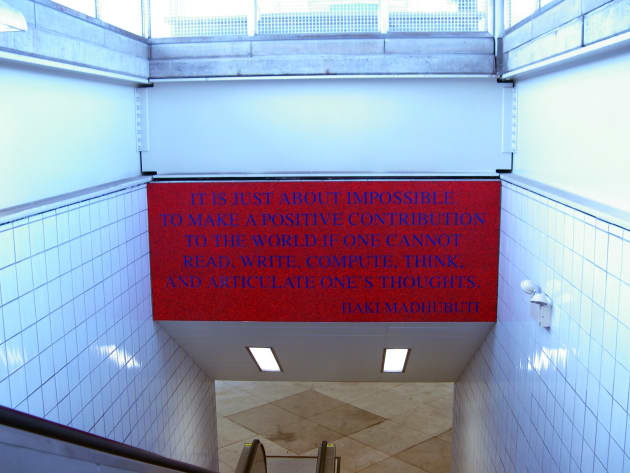 IT IS JUST ABOUT IMPOSSIBLE
TO MAKE A POSITIVE CONTRIBUTION
TO THE WORLD IF ONE CANNOT
READ, WRITE, COMPUTE, THINK,
AND ARTICULATE ONE'S THOUGHTS.
HAKI MADHUBUTI